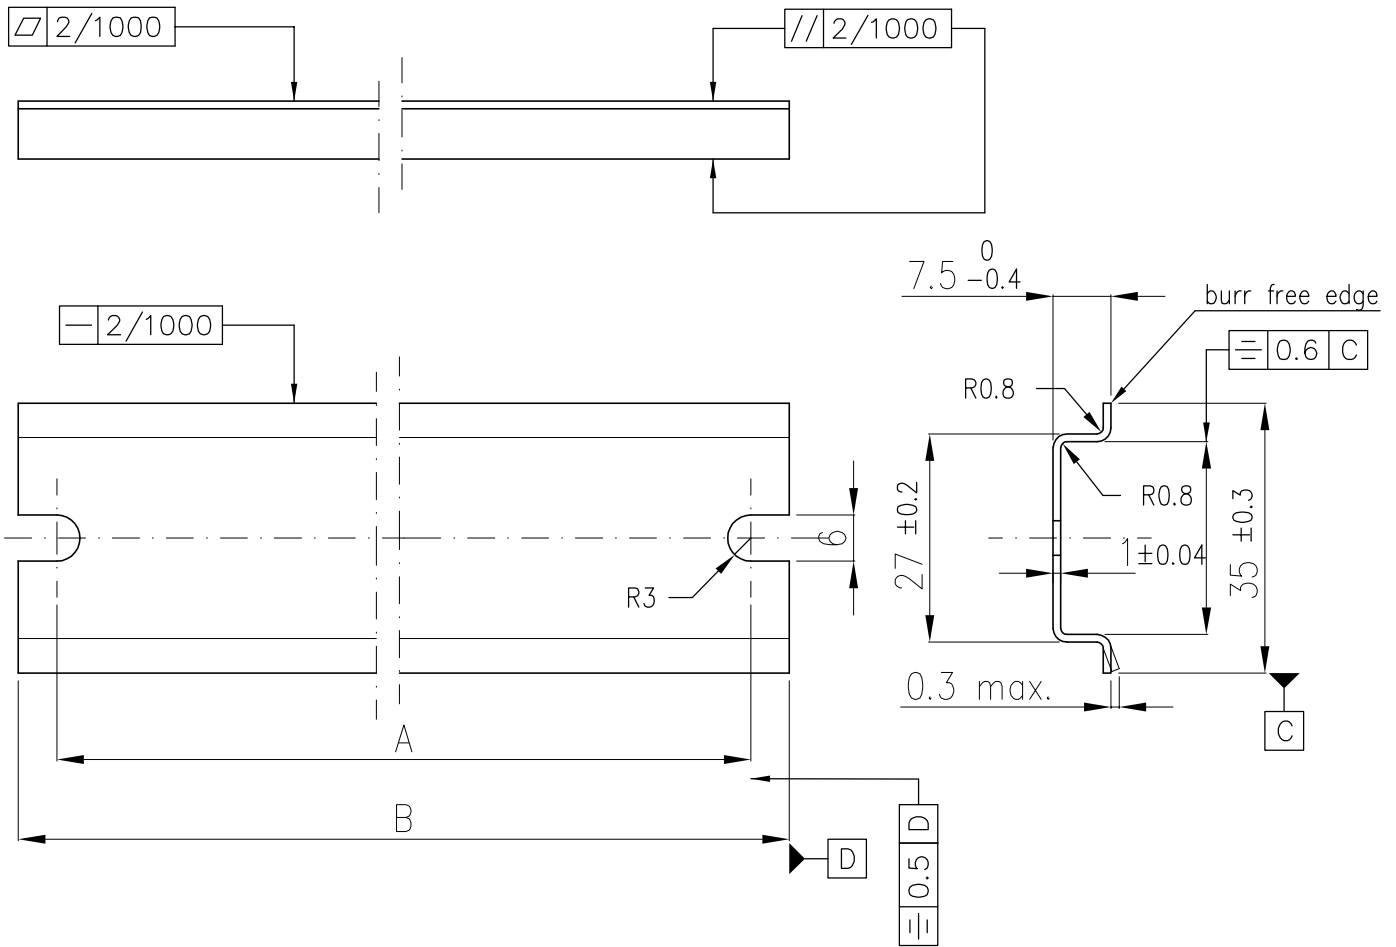 2/1000
// 2/1000
0
7.5 -0.4
burr free edge
2/1000
0.6 C
R0.8
R0.8
27 ±0.2
1±0.04
35 ±0.3
6
R3
0.3 max.
C
A
B
D
0.5 D